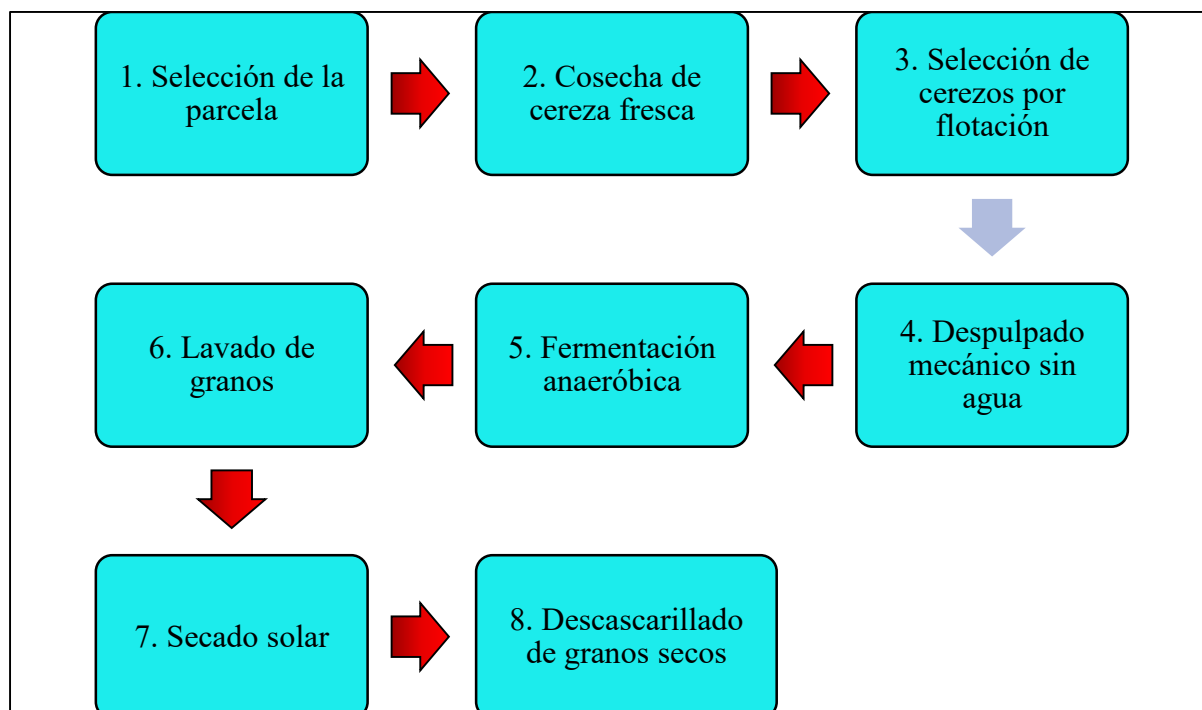 1. Selección de la
parcela
2. Cosecha de
cereza fresca
3. Selección de
cerezos por
flotación
4. Despulpado
mecánico sin
agua
5. Fermentación
anaeróbica
6. Lavado de
granos
7. Secado solar
8. Descascarillado
de granos secos